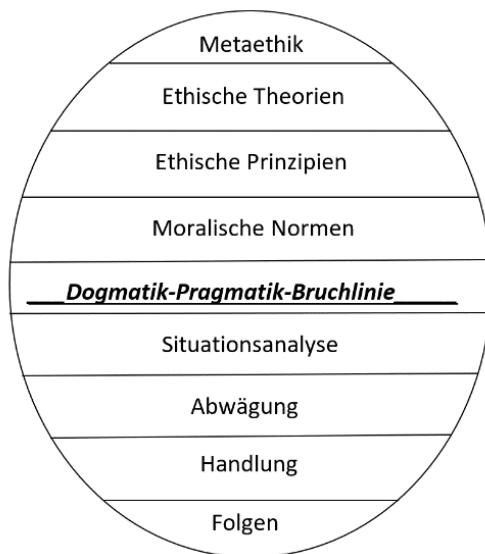 Metaethik
Ethische Theorien
Ethische Prinzipien
Moralische Normen
___Dogmatik-Pragmatik-Bruchlinie_____
Situationsanalyse
Abwägung
Handlung
Folgen